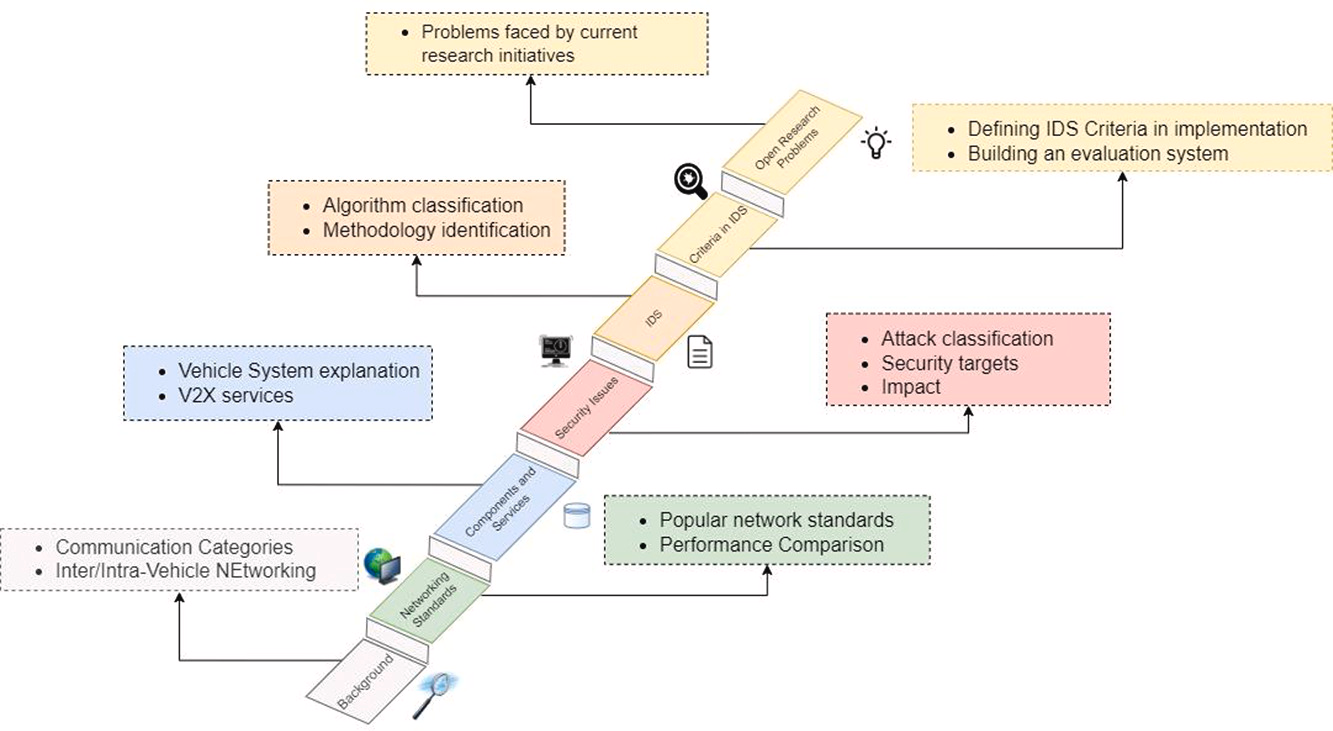 • Problems faced by current
research initiatives
Open Research
Problems
• Defining IDS Criteria in implementation
• Building an evaluation system
Criteria in IDS
• Algorithm classification
• Methodology identification
IDS
• Attack classification
• Security targets
• Impact
Security Issues
• Vehicle System explanation
• V2X services
Components and
Services
• Popular network standards
• Performance Comparison
Networking
Standards
• Communication Categories
• Inter/Intra-Vehicle NEtworking
Background